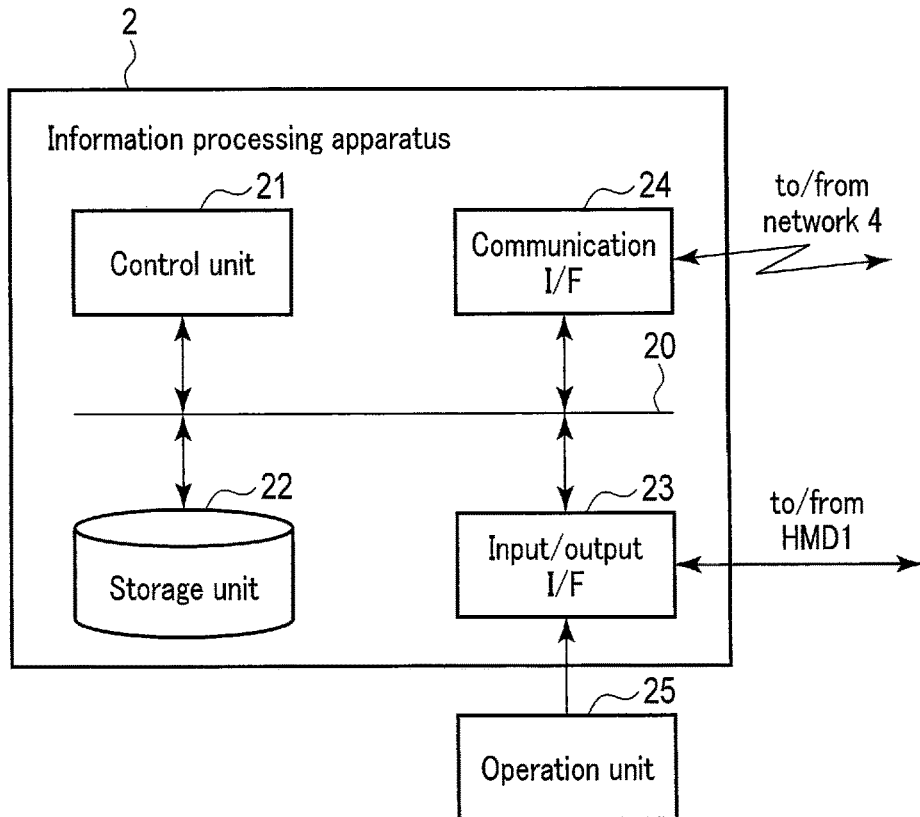 2
Information processing apparatus
21
Control unit
24
Communication
I/F
to/from
network 4
20
22
Storage unit
23
Input/output
I/F
to/from
HMD1
25
Operation unit